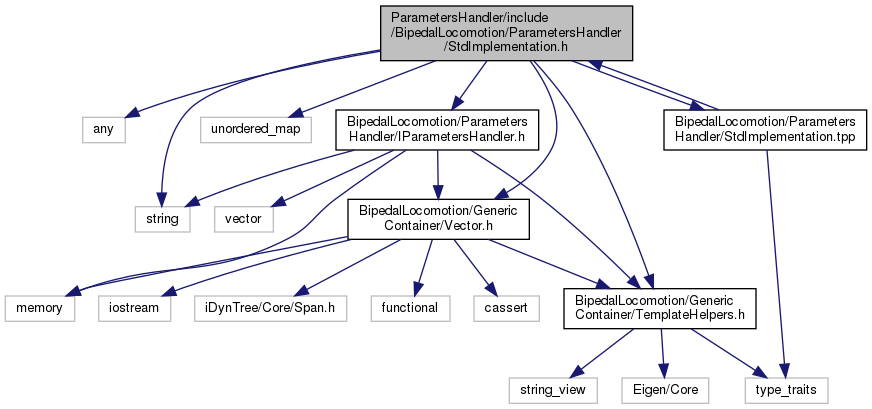 ParametersHandler/include
/BipedalLocomotion/ParametersHandler
/StdImplementation.h
any
unordered_map
BipedalLocomotion/Parameters
Handler/IParametersHandler.h
BipedalLocomotion/Parameters
Handler/StdImplementation.tpp
string
vector
BipedalLocomotion/Generic
Container/Vector.h
memory
iostream
iDynTree/Core/Span.h
functional
cassert
BipedalLocomotion/Generic
Container/TemplateHelpers.h
string_view
Eigen/Core
type_traits